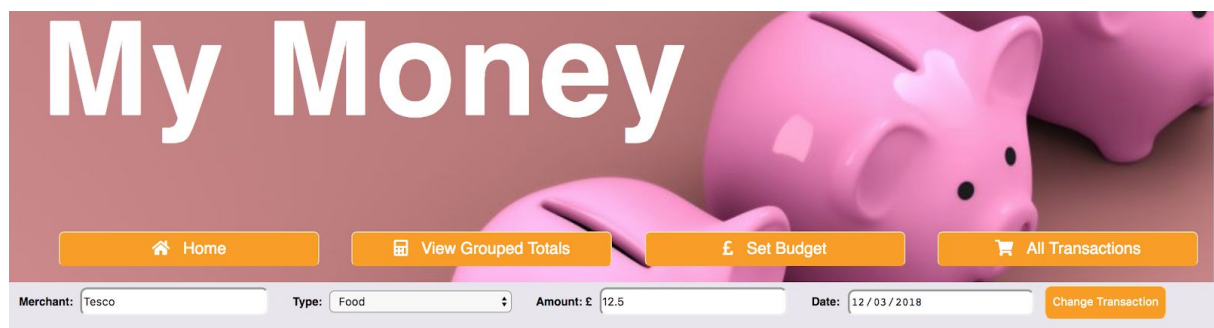 My Money
Home View Grouped Totals £ Set Budget All Transactions
Merchant: Tesco Type: Food Amount: £ 12.5 Date: 12/03/2018 Change Transaction